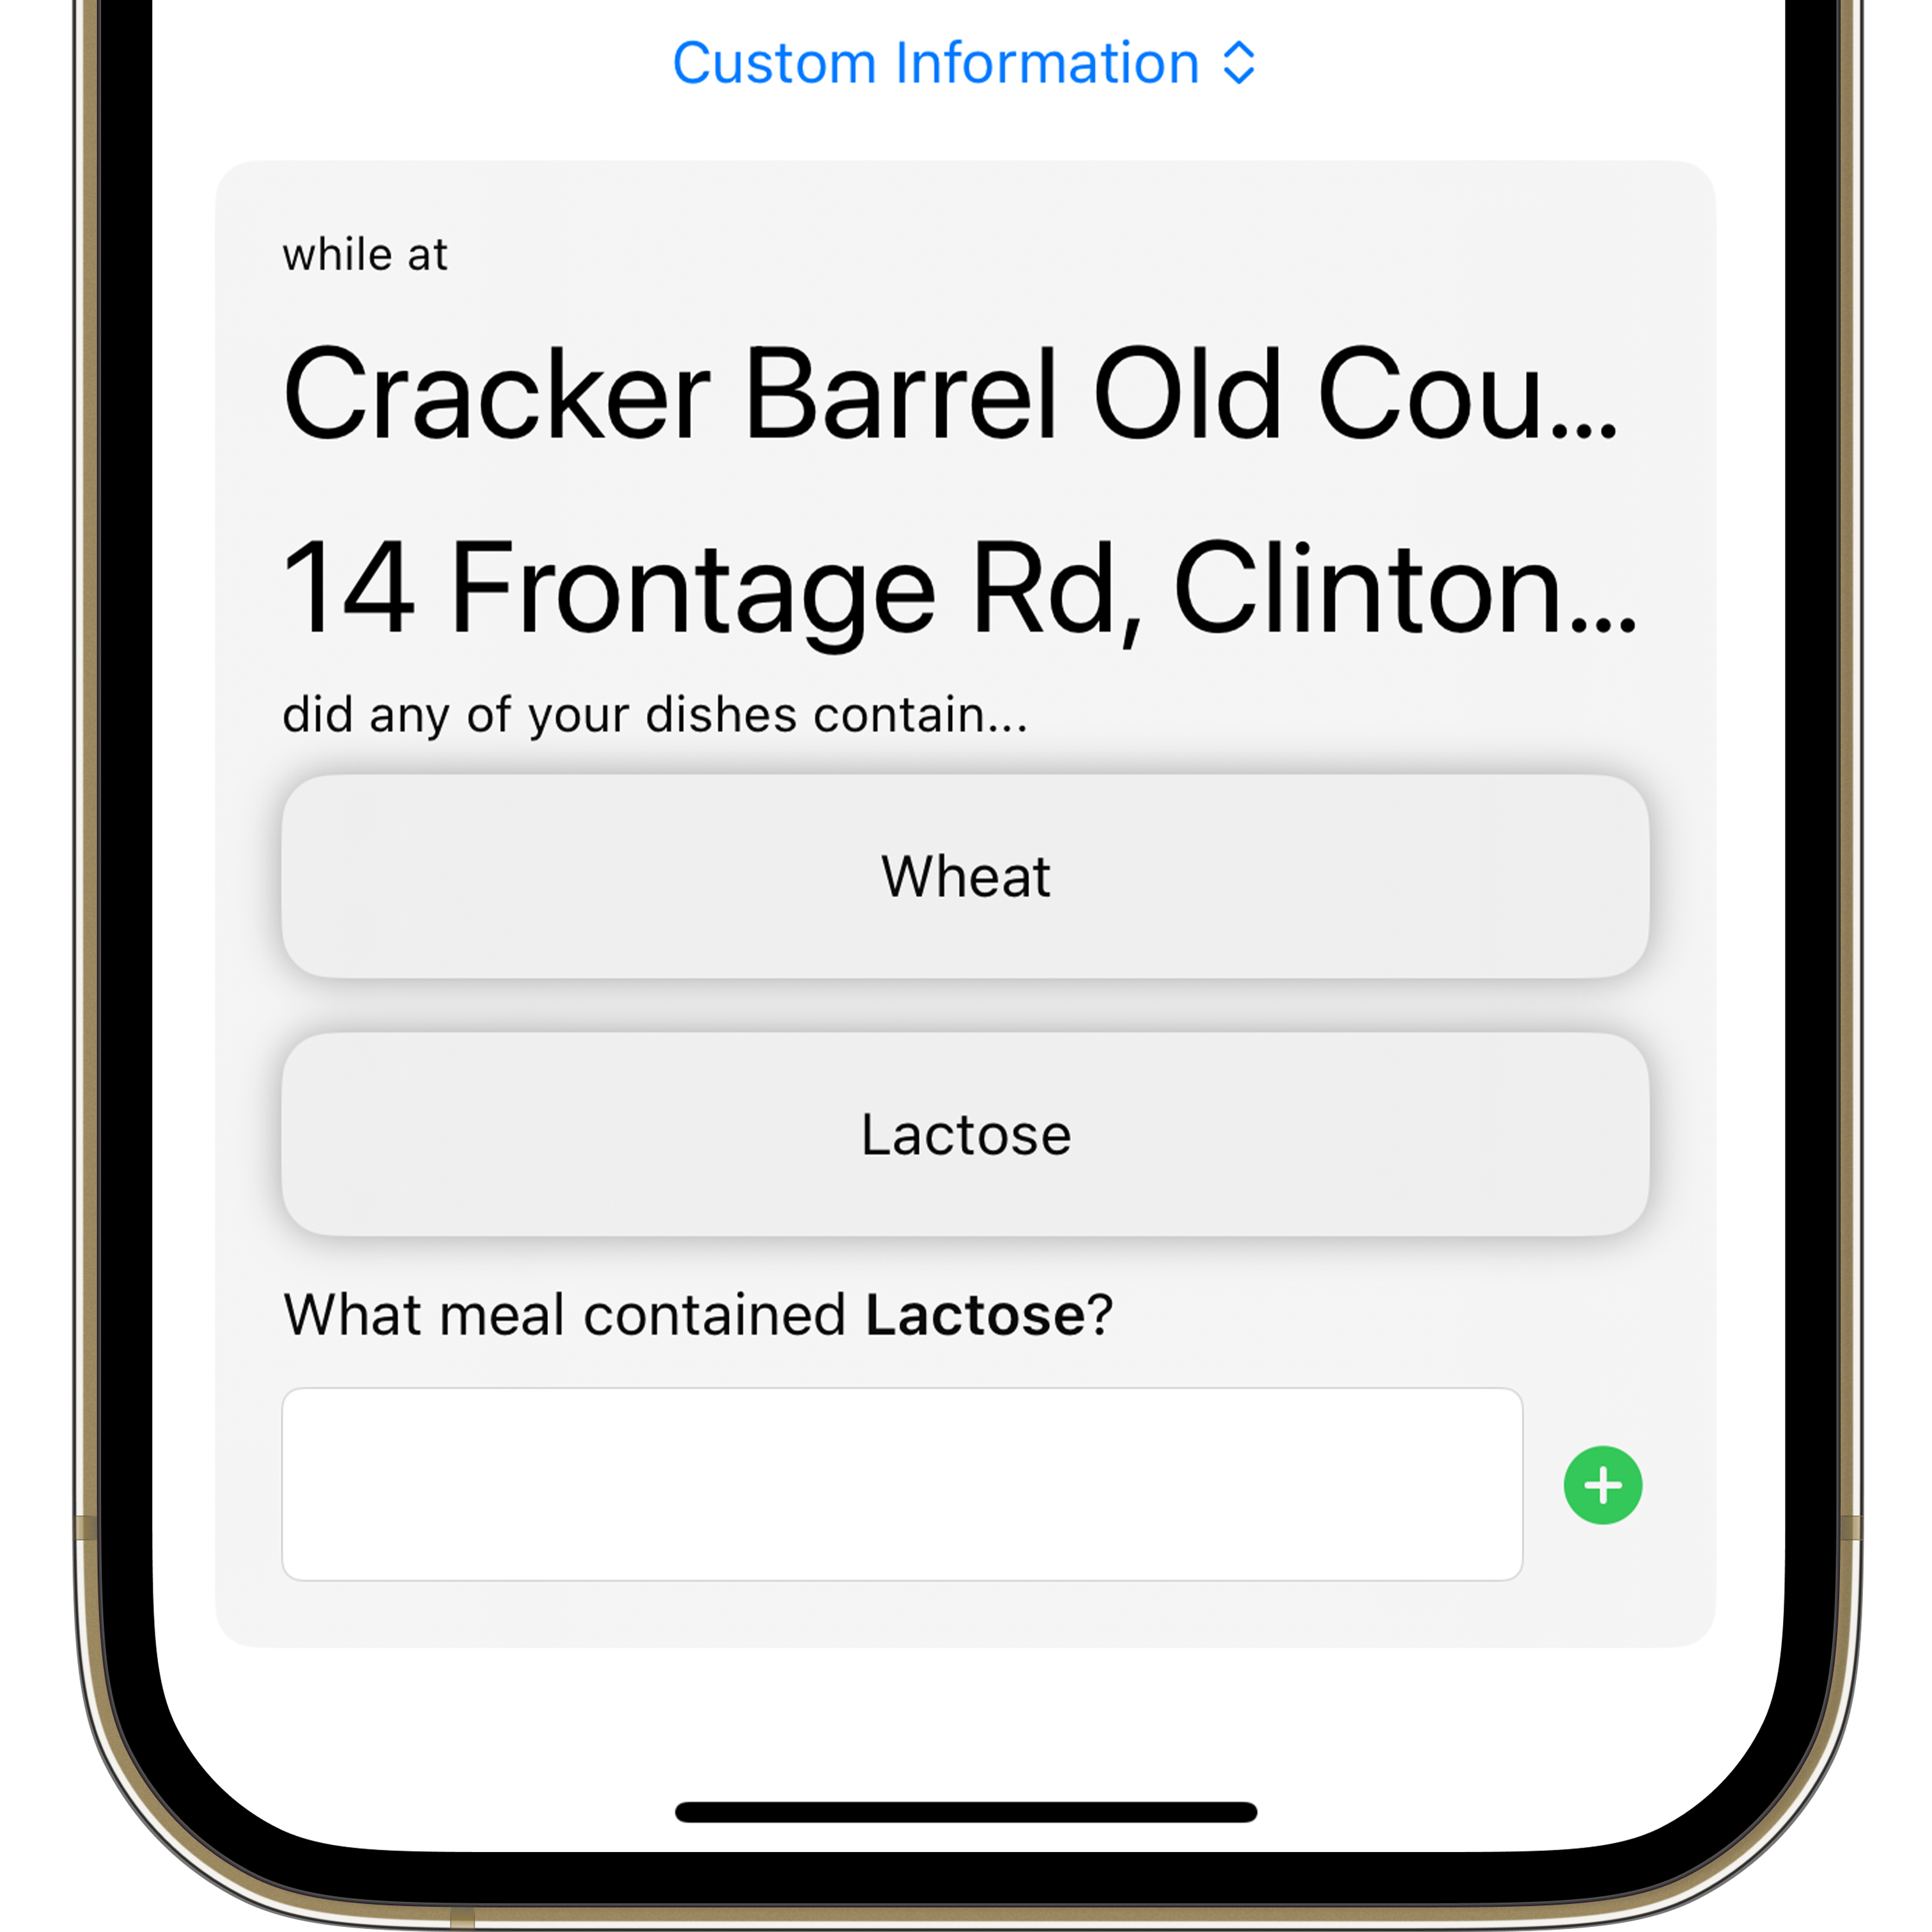 Custom Information
while at
Cracker Barrel Old Cou...
14 Frontage Rd, Clinton...
did any of your dishes contain...
Wheat
Lactose
What meal contained Lactose?